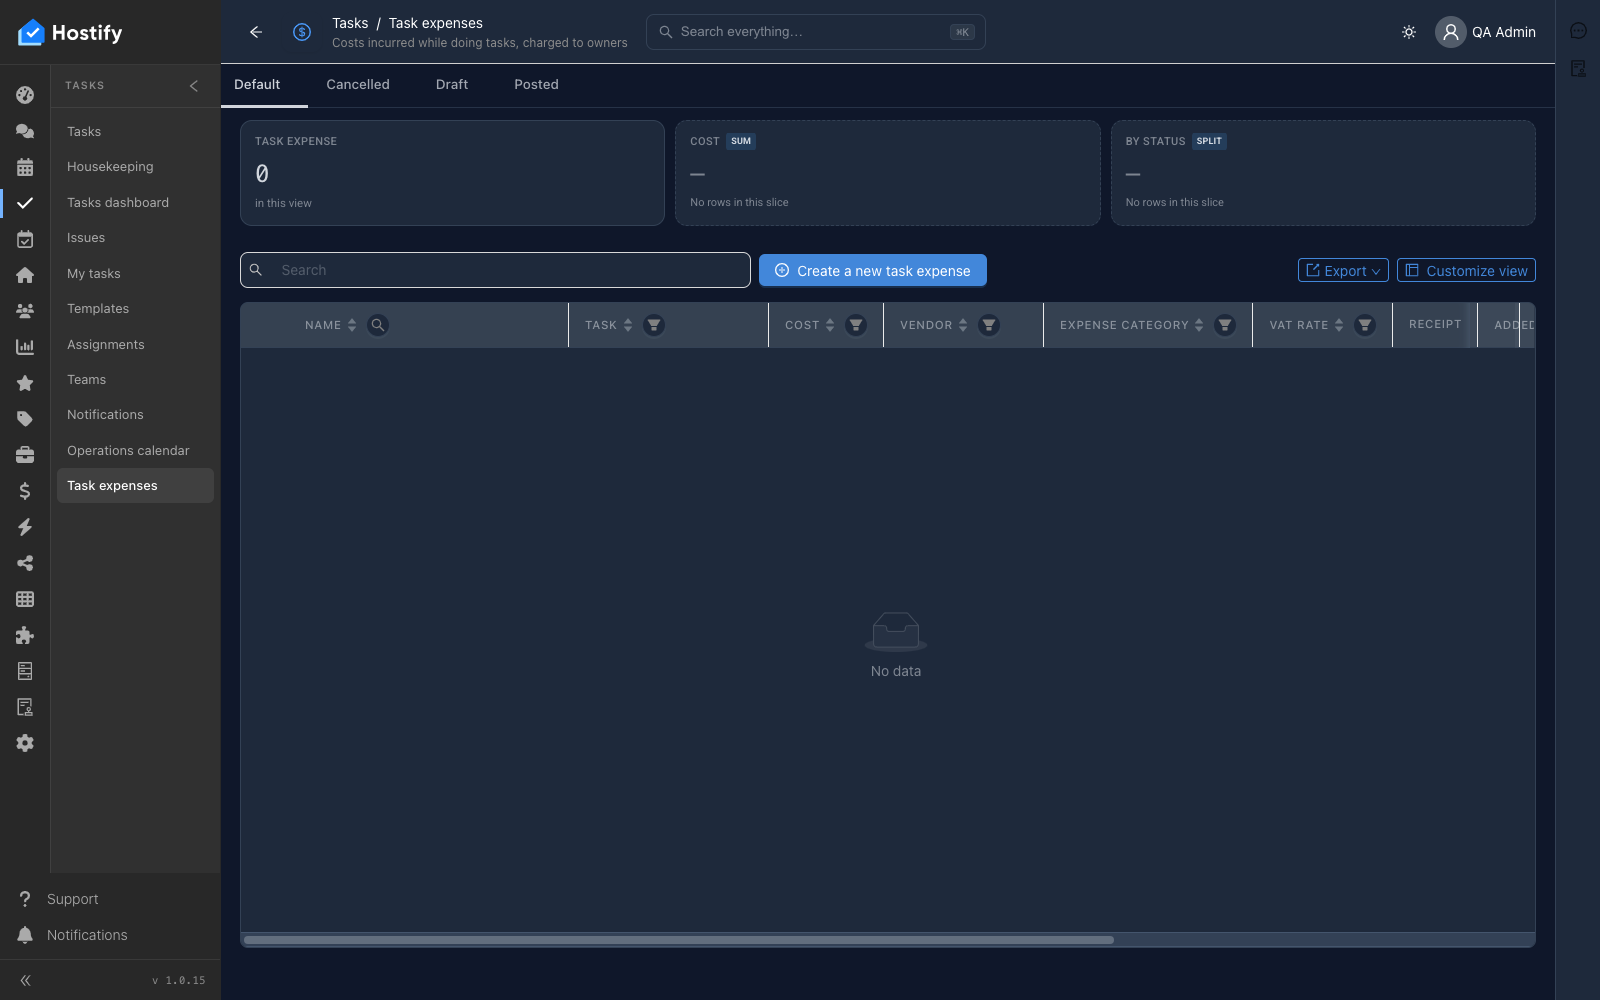 Hostify
Tasks / Task expenses
Costs incurred while doing tasks, charged to owners
Search everything...
⌘K
QA Admin
TASKS
Tasks
Housekeeping
Tasks dashboard
Issues
My tasks
Templates
Assignments
Teams
Notifications
Operations calendar
Task expenses
Support
Notifications
v 1.0.15
Default
Cancelled
Draft
Posted
TASK EXPENSE
0
in this view
COST SUM
—
No rows in this slice
BY STATUS SPLIT
—
No rows in this slice
Search
Create a new task expense
Export
Customize view
NAME
TASK
COST
VENDOR
EXPENSE CATEGORY
VAT RATE
RECEIPT
ADDED
No data